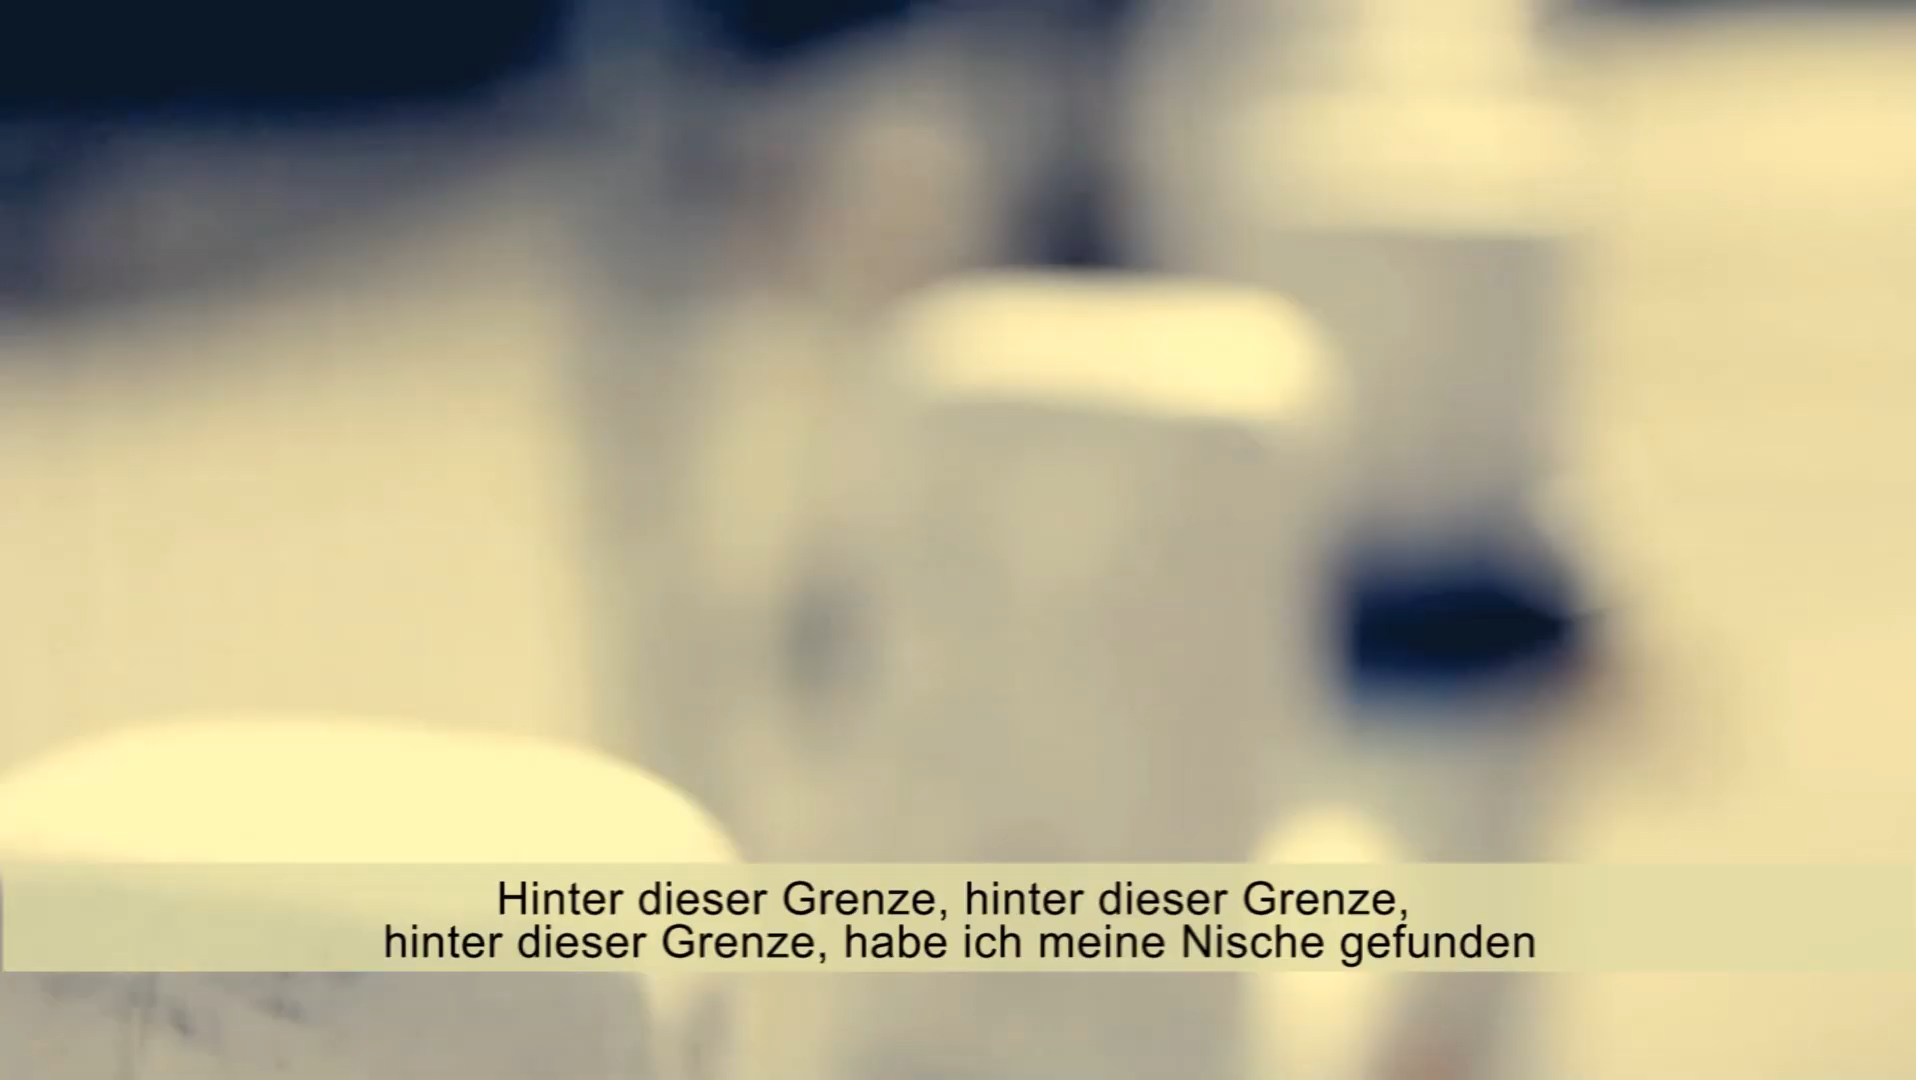 Hinter dieser Grenze, hinter dieser Grenze,
hinter dieser Grenze, habe ich meine Nische gefunden